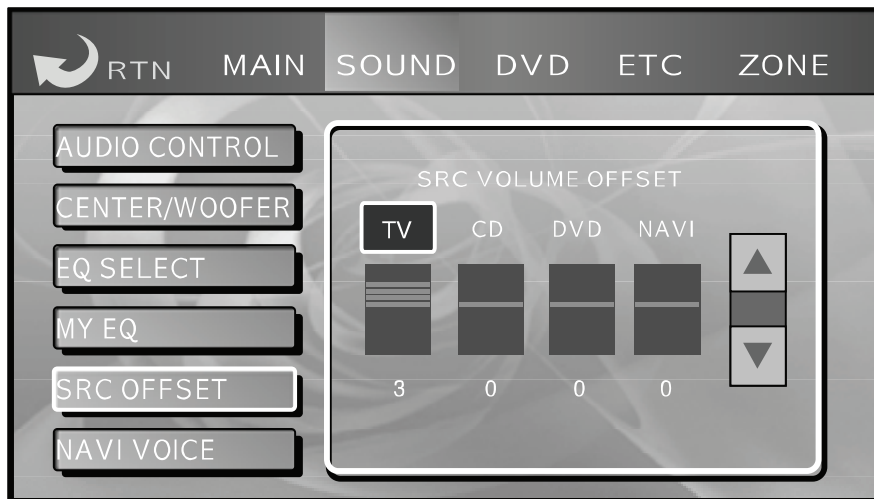 RTN MAIN SOUND DVD ETC ZONE
AUDIO CONTROL
CENTER/WOOFER
EQ SELECT
MY EQ
SRC OFFSET
NAVI VOICE
SRC VOLUME OFFSET
TV CD DVD NAVI
3 0 0 0